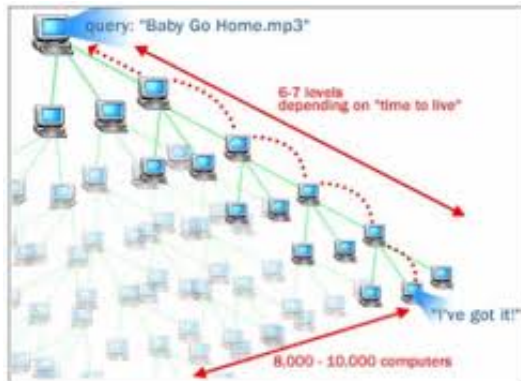 query: "Baby Go Home.mp3"
6-7 levels
depending on "time to live"
"I've got it!"
8,000 - 10,000 computers